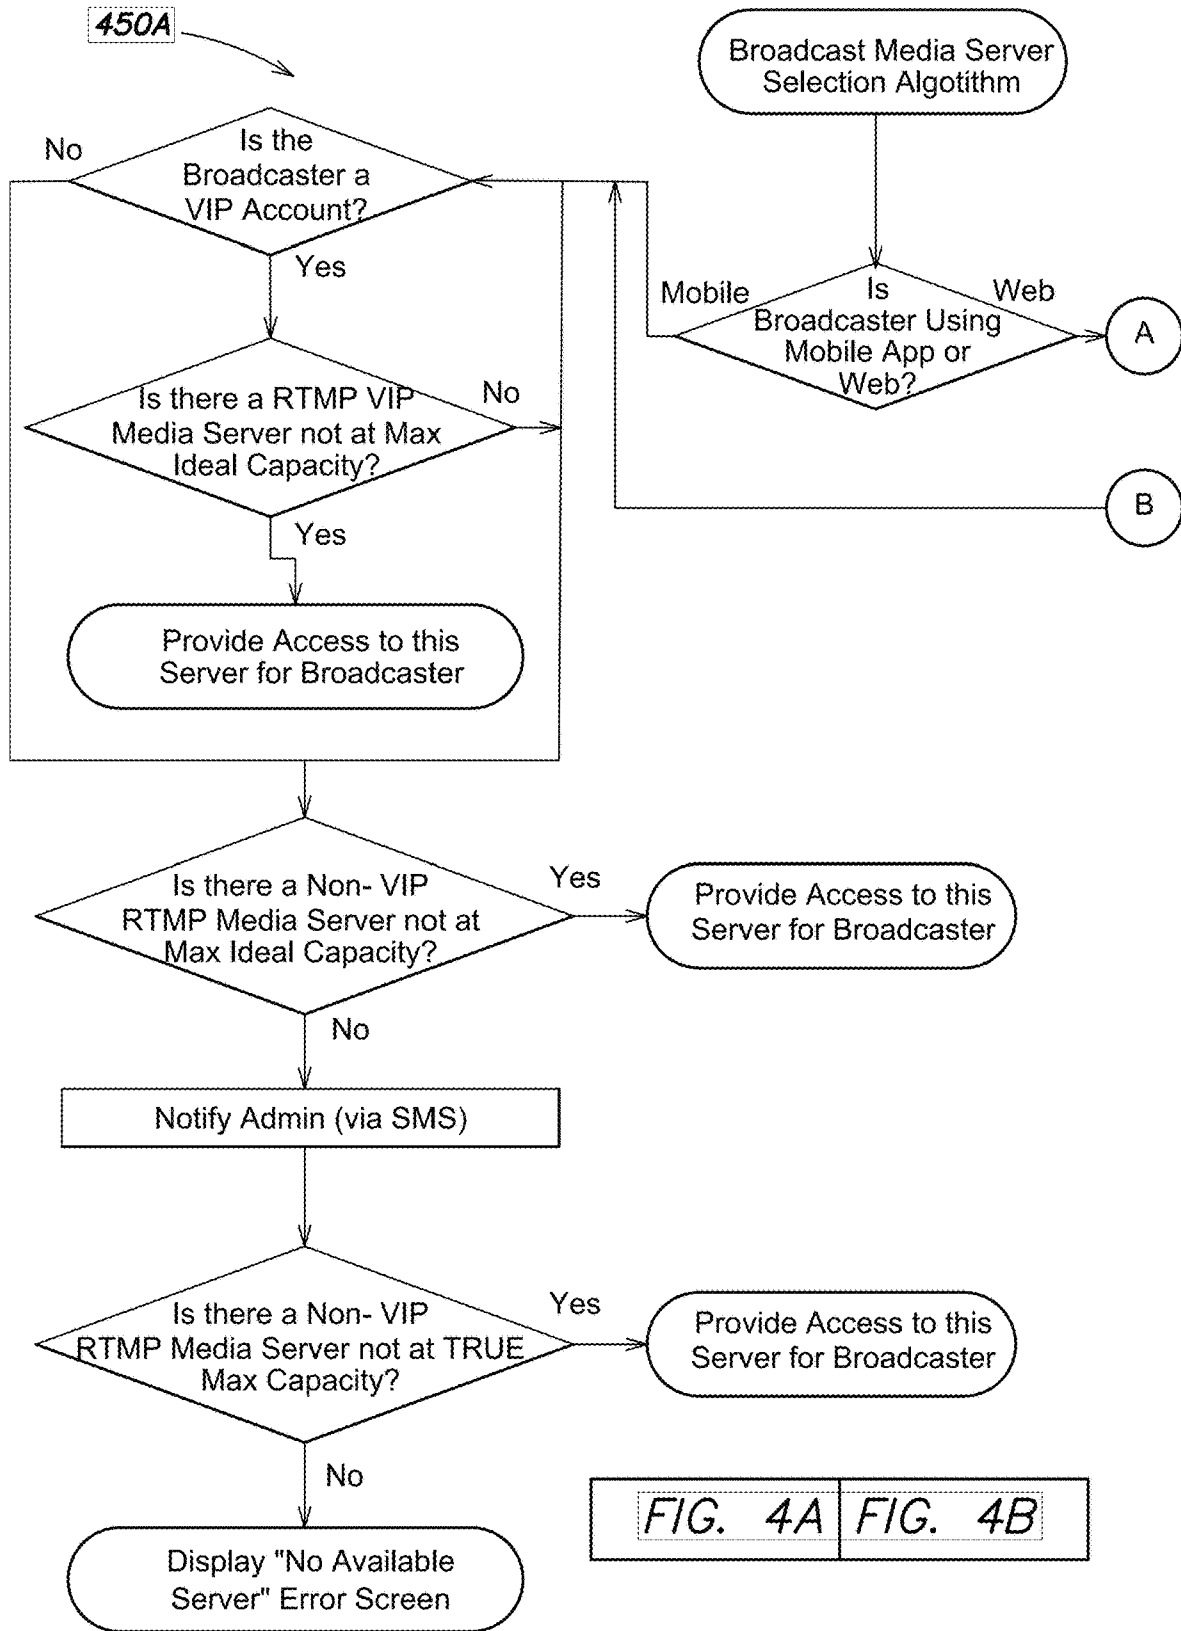 450A
Broadcast Media Server
Selection Algotithm
Is the
Broadcaster a
VIP Account?
No
Yes
Mobile
Is
Broadcaster Using
Mobile App or
Web?
Web
A
Is there a RTMP VIP
Media Server not at Max
Ideal Capacity?
No
Yes
B
Provide Access to this
Server for Broadcaster
Is there a Non- VIP
RTMP Media Server not at
Max Ideal Capacity?
Yes
Provide Access to this
Server for Broadcaster
No
Notify Admin (via SMS)
Is there a Non- VIP
RTMP Media Server not at TRUE
Max Capacity?
Yes
Provide Access to this
Server for Broadcaster
No
Display "No Available
Server" Error Screen
FIG. 4A
FIG. 4B